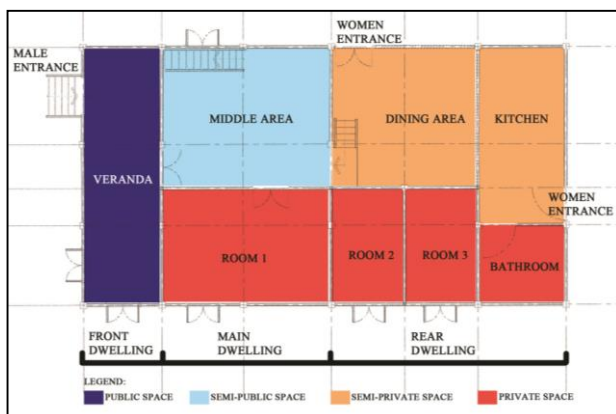 MALE
ENTRANCE
WOMEN
ENTRANCE
MIDDLE AREA
DINING AREA
KITCHEN
VERANDA
WOMEN
ENTRANCE
ROOM 1
ROOM 2
ROOM 3
BATHROOM
FRONT
DWELLING
MAIN
DWELLING
REAR
DWELLING
LEGEND:
PUBLIC SPACE
SEMI-PUBLIC SPACE
SEMI-PRIVATE SPACE
PRIVATE SPACE